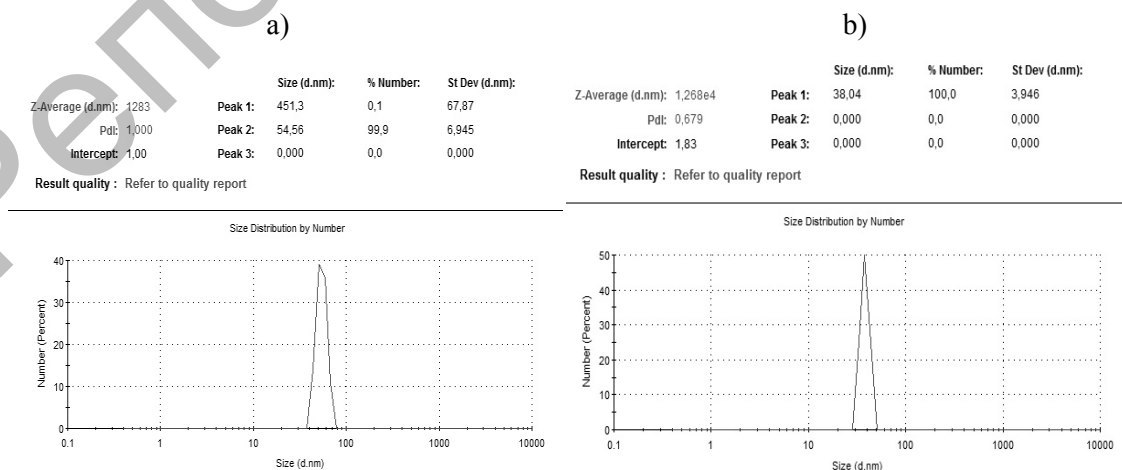 a)
Size (d.nm): % Number: St Dev (d.nm):
Z-Average (d.nm): 1283 Peak 1: 451,3 0,1 67,87
PdI: 1,000 Peak 2: 54,56 99,9 6,945
Intercept: 1,00 Peak 3: 0,000 0,0 0,000
Result quality : Refer to quality report
Size Distribution by Number
Number (Percent)
40
30
20
10
0
0.1 1 10 100 1000 10000
Size (d.nm)
b)
Size (d.nm): % Number: St Dev (d.nm):
Z-Average (d.nm): 1,268e4 Peak 1: 38,04 100,0 3,946
PdI: 0,679 Peak 2: 0,000 0,0 0,000
Intercept: 1,83 Peak 3: 0,000 0,0 0,000
Result quality : Refer to quality report
Size Distribution by Number
Number (Percent)
50
40
30
20
10
0
0.1 1 10 100 1000 10000
Size (d.nm)